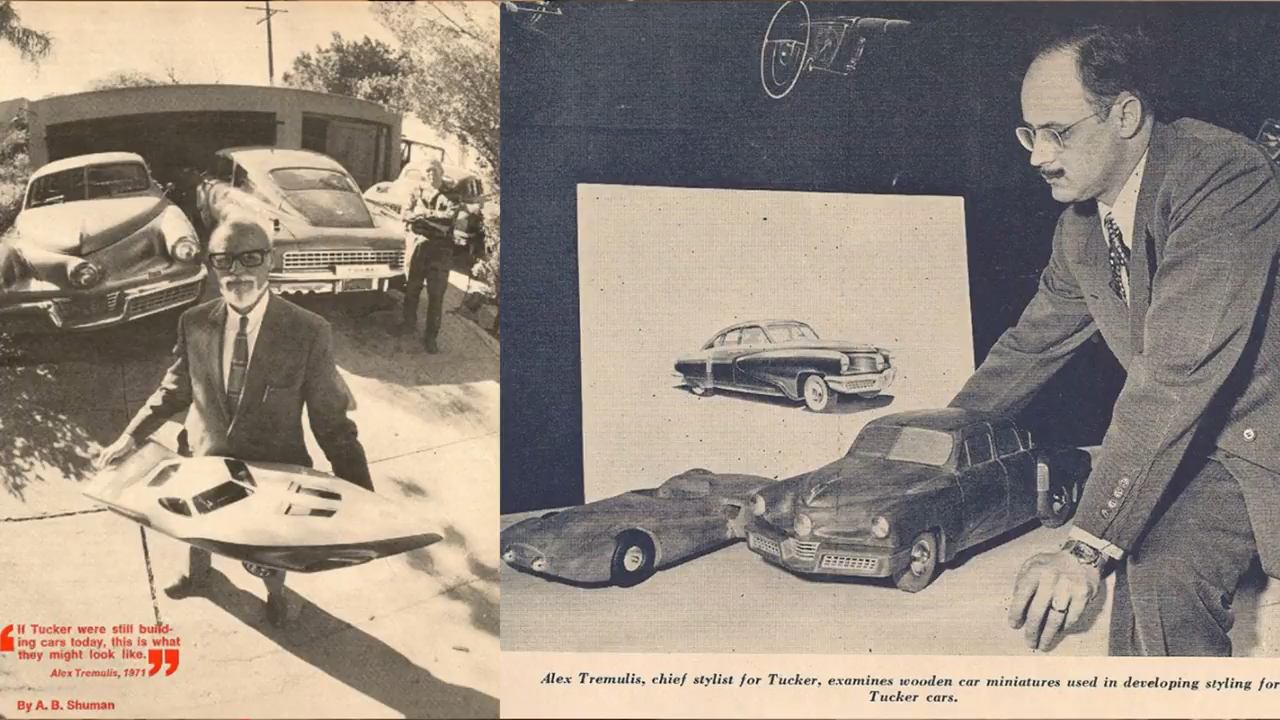 If Tucker were still build-
ing cars today, this is what
they might look like.
Alex Tremulis, 1971
By A. B. Shuman
Alex Tremulis, chief stylist for Tucker, examines wooden car miniatures used in developing styling for
Tucker cars.